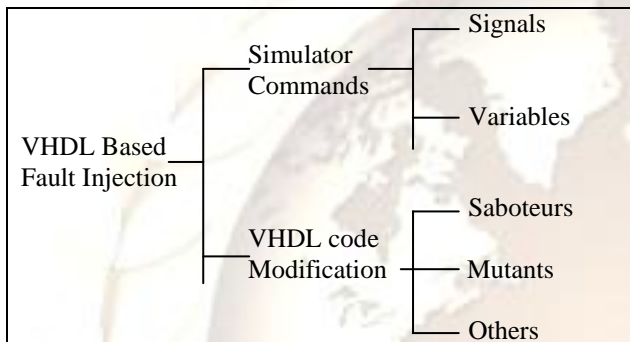 Signals
Simulator
Commands
Variables
VHDL Based
Fault Injection
Saboteurs
VHDL code
Modification
Mutants
Others